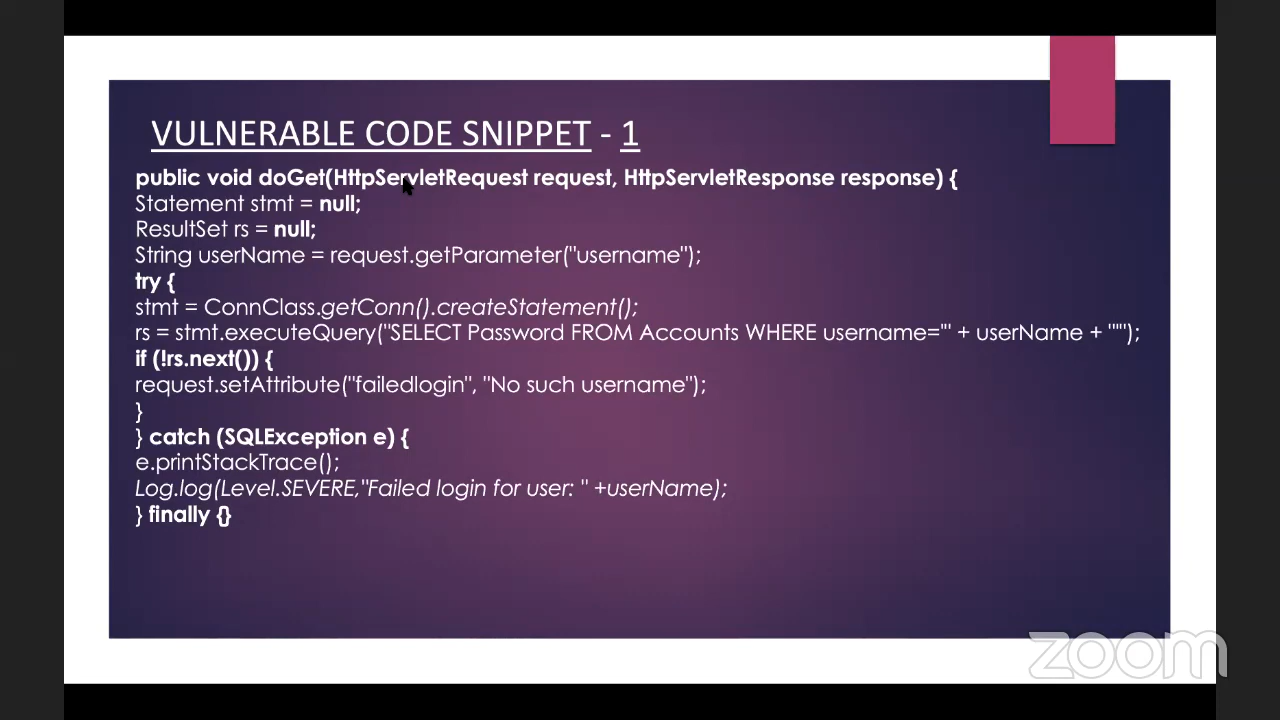 VULNERABLE CODE SNIPPET - 1
public void doGet(HttpServletRequest request, HttpServletResponse response) {
Statement stmt = null;
ResultSet rs = null;
String userName = request.getParameter("username");
try {
stmt = ConnClass.getConn().createStatement();
rs = stmt.executeQuery("SELECT Password FROM Accounts WHERE username='" + userName + "'");
if (!rs.next()) {
request.setAttribute("failedlogin", "No such username");
}
} catch (SQLException e) {
e.printStackTrace();
Log.log(Level.SEVERE,"Failed login for user: " +userName);
} finally {}
zoom